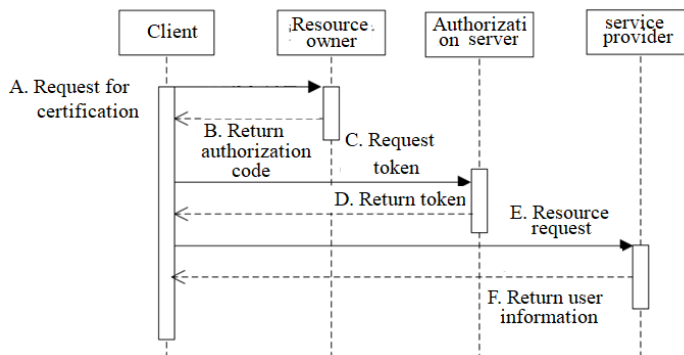 Client
Resource
owner
Authorizati
on server
service
provider
A. Request for
certification
B. Return
authorization
code
C. Request
token
D. Return token
E. Resource
request
F. Return user
information